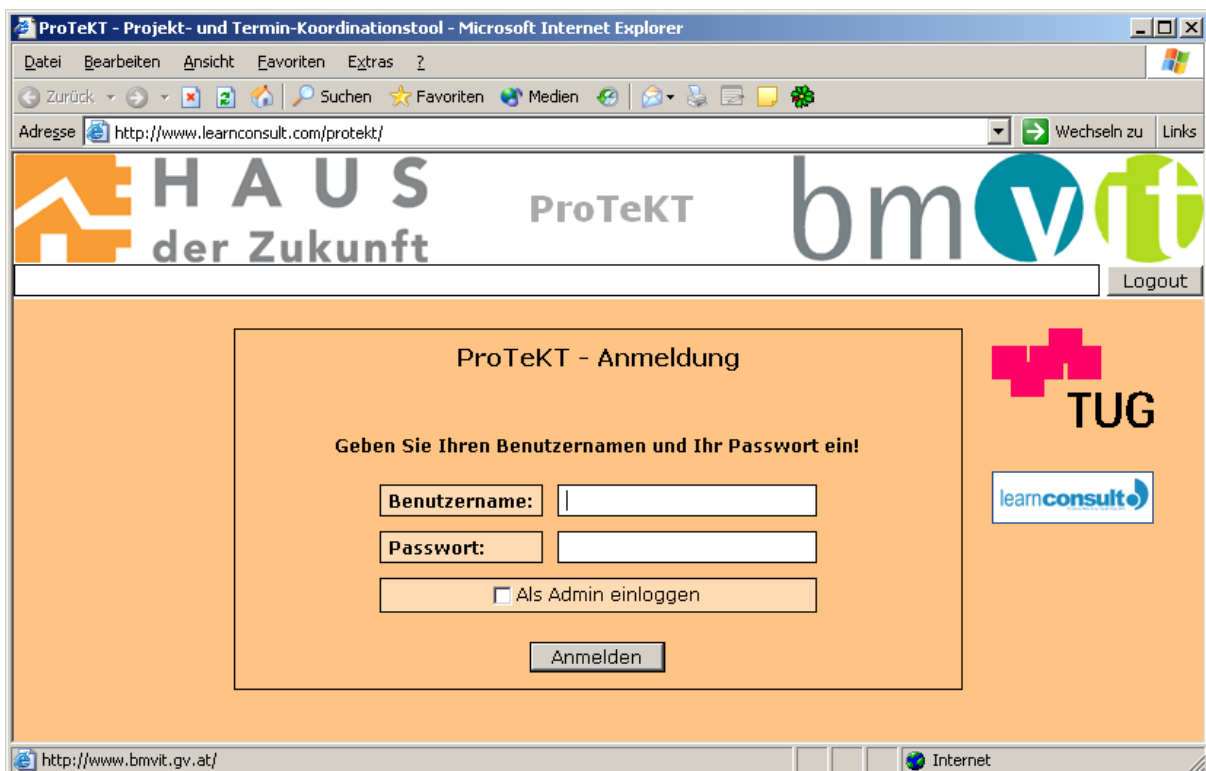 ProTeKT - Projekt- und Termin-Koordinationstool - Microsoft Internet Explorer
Datei Bearbeiten Ansicht Favoriten Extras ?
Zurück Suchen Favoriten Medien
Adresse http://www.learnconsult.com/protekt/ Wechseln zu Links
HAUS
der Zukunft
ProTeKT
bmvit
Logout
ProTeKT - Anmeldung
TUG
Geben Sie Ihren Benutzernamen und Ihr Passwort ein!
Benutzername:
learnconsult
Passwort:
Als Admin einloggen
Anmelden
http://www.bmvit.gv.at/ Internet